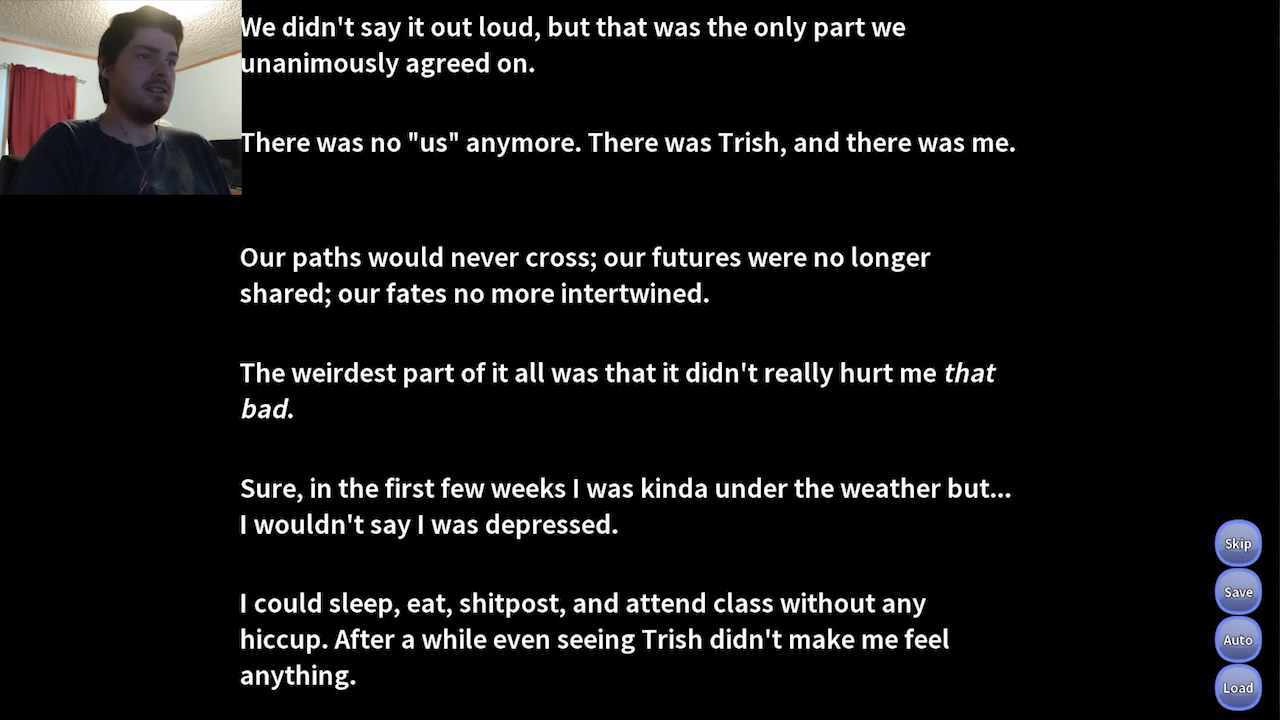 We didn't say it out loud, but that was the only part we
unanimously agreed on.
There was no "us" anymore. There was Trish, and there was me.
Our paths would never cross; our futures were no longer
shared; our fates no more intertwined.
The weirdest part of it all was that it didn't really hurt me that
bad.
Sure, in the first few weeks I was kinda under the weather but...
I wouldn't say I was depressed.
I could sleep, eat, shitpost, and attend class without any
hiccup. After a while even seeing Trish didn't make me feel
anything.
Skip
Save
Auto
Load